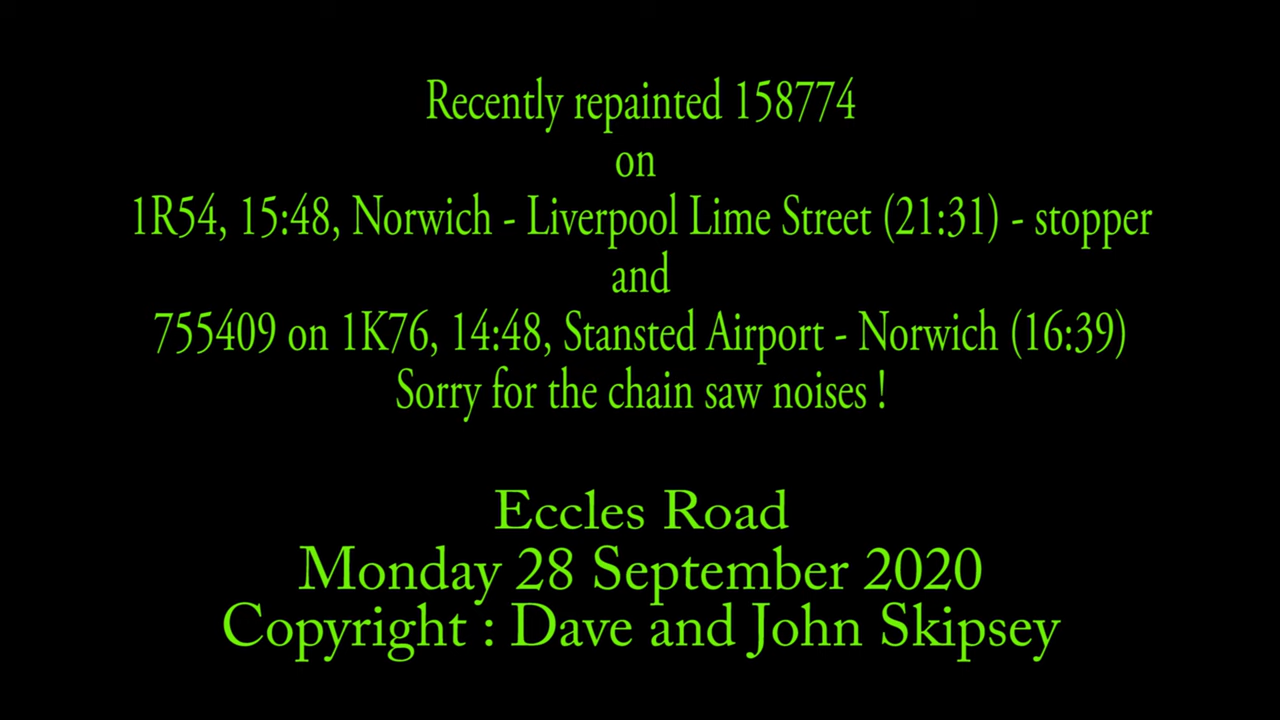 Recently repainted 158774
on
1R54, 15:48, Norwich - Liverpool Lime Street (21:31) - stopper
and
755409 on 1K76, 14:48, Stansted Airport - Norwich (16:39)
Sorry for the chain saw noises !
Eccles Road
Monday 28 September 2020
Copyright : Dave and John Skipsey